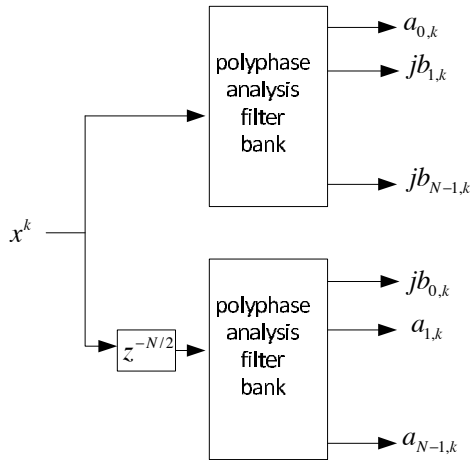 a_{0,k}
polyphase
analysis
filter
bank
jb_{1,k}
jb_{N-1,k}
x^k
z^{-N/2}
polyphase
analysis
filter
bank
jb_{0,k}
a_{1,k}
a_{N-1,k}